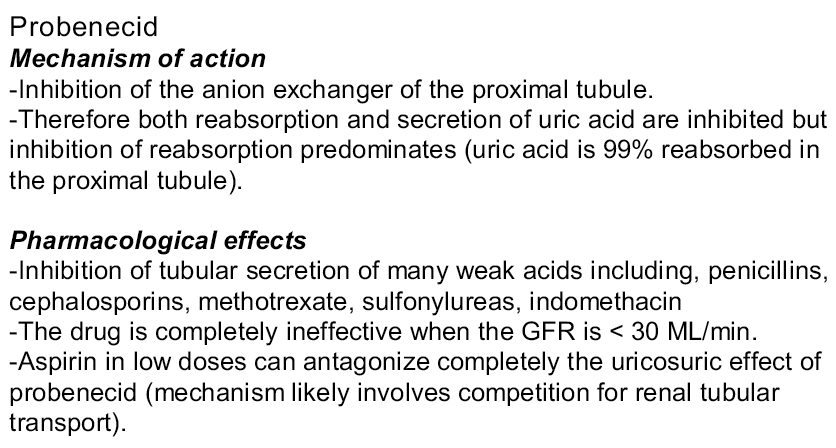 Probenecid
Mechanism of action
-Inhibition of the anion exchanger of the proximal tubule.
-Therefore both reabsorption and secretion of uric acid are inhibited but
inhibition of reabsorption predominates (uric acid is 99% reabsorbed in
the proximal tubule).
Pharmacological effects
-Inhibition of tubular secretion of many weak acids including, penicillins,
cephalosporins, methotrexate, sulfonylureas, indomethacin
-The drug is completely ineffective when the GFR is < 30 ML/min.
-Aspirin in low doses can antagonize completely the uricosuric effect of
probenecid (mechanism likely involves competition for renal tubular
transport).